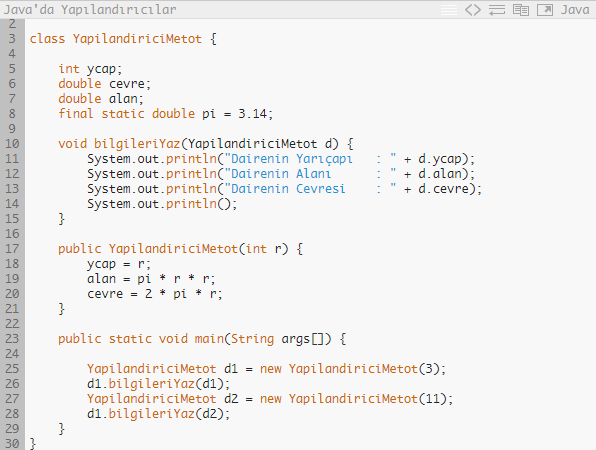 Java'da Yapılandırıcılar Java
2
3 class YapilandiriciMetot {
4
5 int ycap;
6 double cevre;
7 double alan;
8 final static double pi = 3.14;
9
10 void bilgileriYaz(YapilandiriciMetot d) {
11 System.out.println("Dairenin Yarıçapı : " + d.ycap);
12 System.out.println("Dairenin Alanı : " + d.alan);
13 System.out.println("Dairenin Cevresi : " + d.cevre);
14 System.out.println();
15 }
16
17 public YapilandiriciMetot(int r) {
18 ycap = r;
19 alan = pi * r * r;
20 cevre = 2 * pi * r;
21 }
22
23 public static void main(String args[]) {
24
25 YapilandiriciMetot d1 = new YapilandiriciMetot(3);
26 d1.bilgileriYaz(d1);
27 YapilandiriciMetot d2 = new YapilandiriciMetot(11);
28 d1.bilgileriYaz(d2);
29 }
30 }